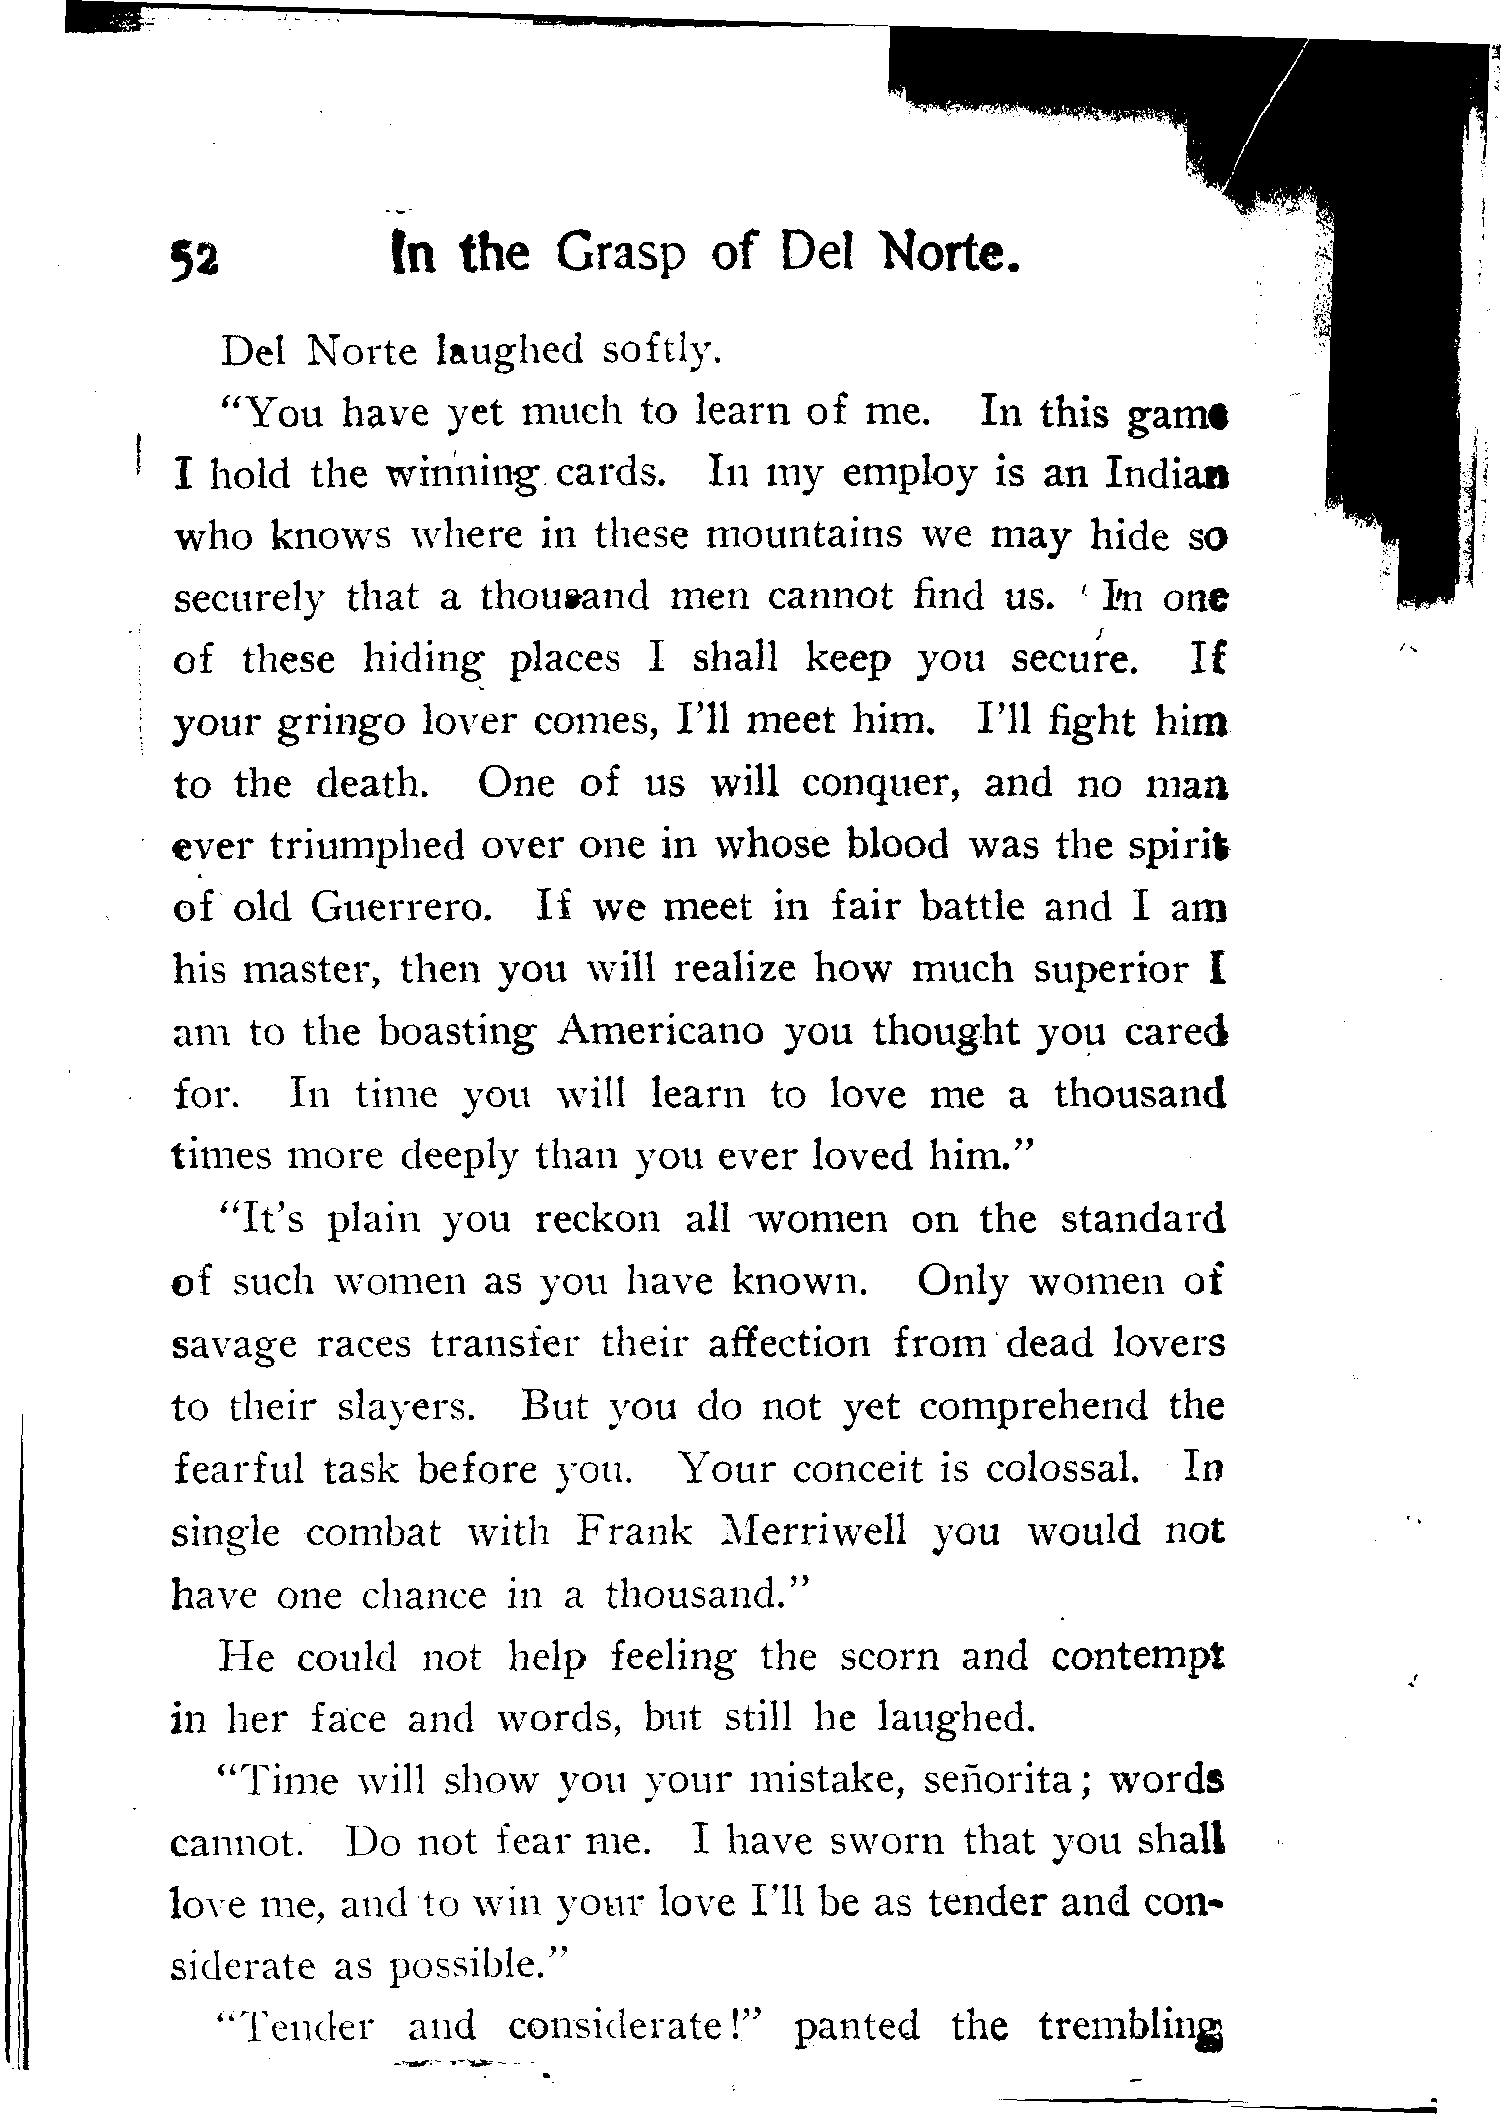 52 In the Grasp of Del Norte.
Del Norte laughed softly.
"You have yet much to learn of me. In this game
I hold the winning cards. In my employ is an Indian
who knows where in these mountains we may hide so
securely that a thousand men cannot find us. In one
of these hiding places I shall keep you secure. If
your gringo lover comes, I'll meet him. I'll fight him
to the death. One of us will conquer, and no man
ever triumphed over one in whose blood was the spirit
of old Guerrero. If we meet in fair battle and I am
his master, then you will realize how much superior I
am to the boasting Americano you thought you cared
for. In time you will learn to love me a thousand
times more deeply than you ever loved him."
"It's plain you reckon all women on the standard
of such women as you have known. Only women of
savage races transfer their affection from dead lovers
to their slayers. But you do not yet comprehend the
fearful task before you. Your conceit is colossal. In
single combat with Frank Merriwell you would not
have one chance in a thousand."
He could not help feeling the scorn and contempt
in her face and words, but still he laughed.
"Time will show you your mistake, señorita; words
cannot. Do not fear me. I have sworn that you shall
love me, and to win your love I'll be as tender and con-
siderate as possible."
"Tender and considerate!" panted the trembling